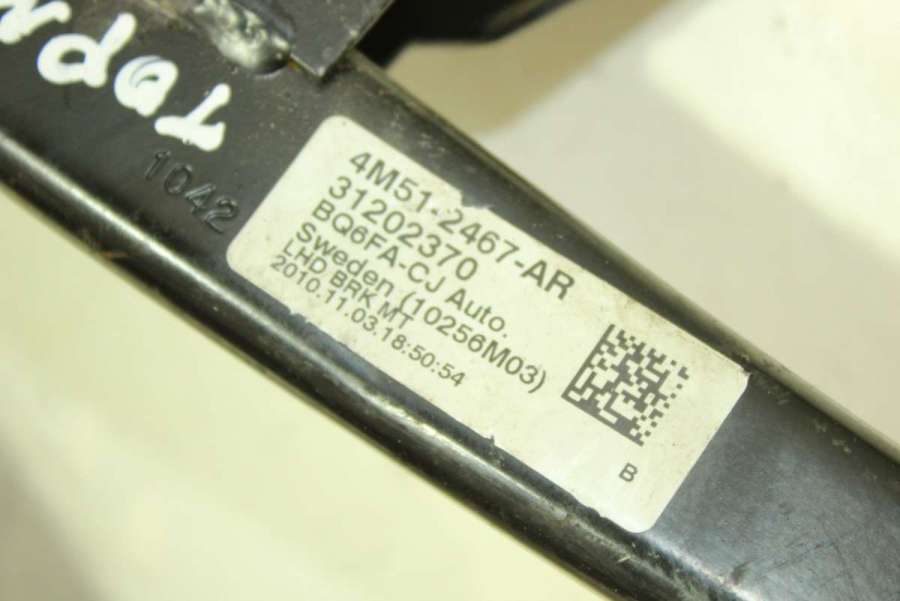 1042
4M51-2467-AR
31202370
BQ6FA-CJ Auto.
Sweden (10256M03)
LHD BRK MT
2010.11.03.18:50:54
B